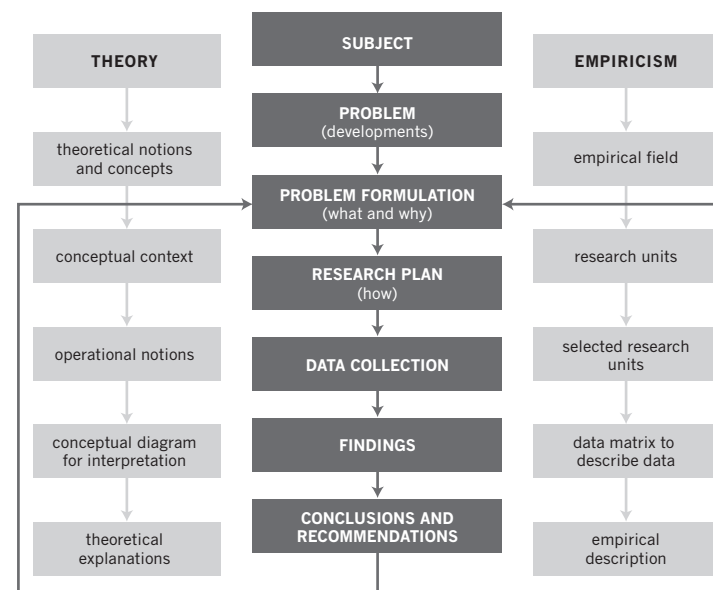 THEORY
theoretical notions
and concepts
conceptual context
operational notions
conceptual diagram
for interpretation
theoretical
explanations
SUBJECT
PROBLEM
(developments)
PROBLEM FORMULATION
(what and why)
RESEARCH PLAN
(how)
DATA COLLECTION
FINDINGS
CONCLUSIONS AND
RECOMMENDATIONS
EMPIRICISM
empirical field
research units
selected research
units
data matrix to
describe data
empirical
description